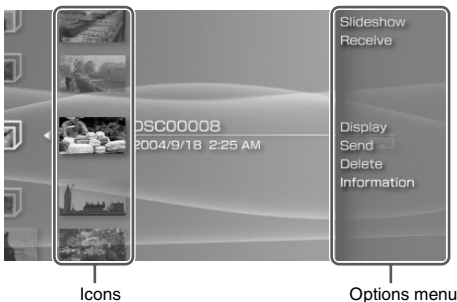 Slideshow
Receive
DSC00008
2004/9/18 2:25 AM
Display
Send
Delete
Information
Icons
Options menu